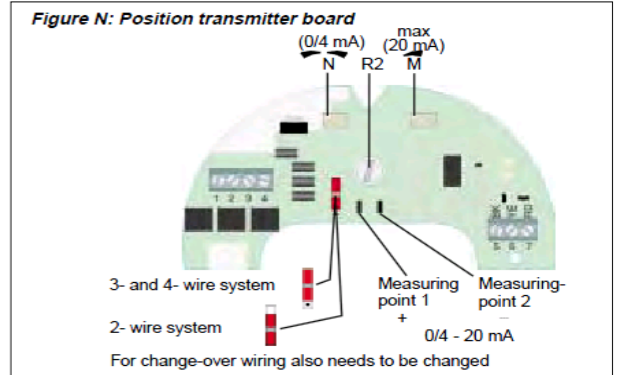 Figure N: Position transmitter board
(0/4 mA)
max
(20 mA)
N R2 M
1 2 3 4
BK
RD
5 6 7
3- and 4- wire system
2- wire system
Measuring
point 1
+
Measuring-
point 2
–
0/4 - 20 mA
For change-over wiring also needs to be changed